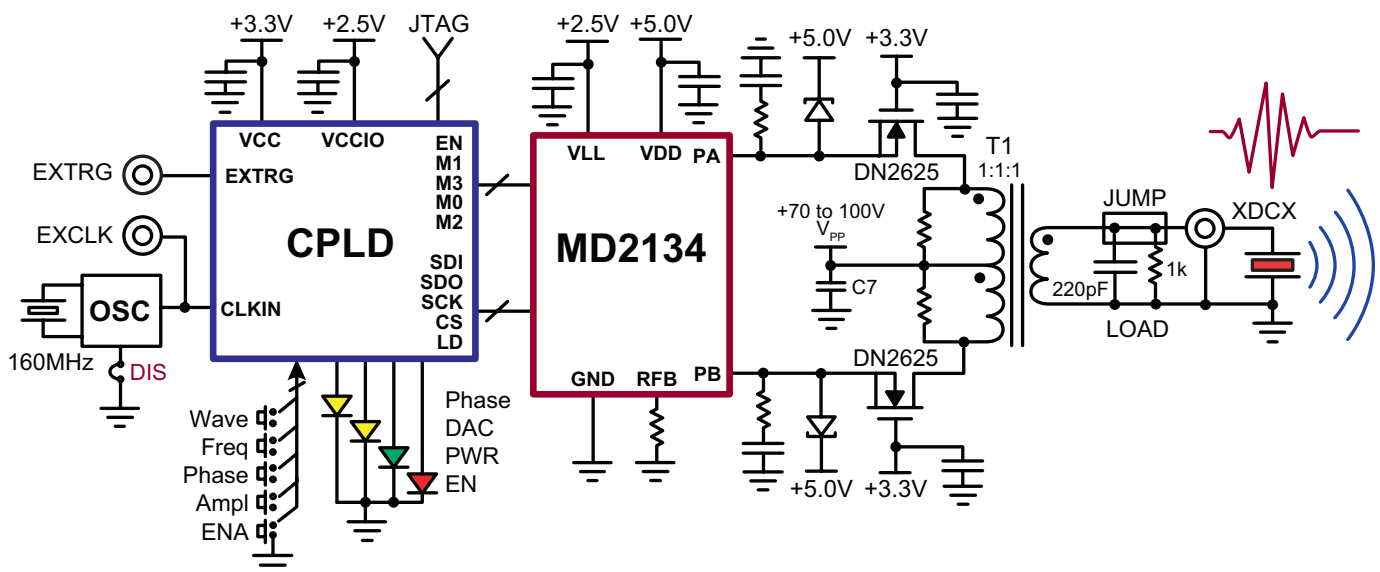 +3.3V
+2.5V
JTAG
+2.5V
+5.0V
+5.0V
+3.3V
VCC
VCCIO
EN
M1
M3
M0
M2
VLL
VDD
PA
EXTRG
EXTRG
DN2625
T1
1:1:1
JUMP
XDCX
EXCLK
CPLD
MD2134
+70 to 100V
VPP
SDI
SDO
SCK
CS
LD
C7
220pF
1k
LOAD
OSC
CLKIN
160MHz
DIS
GND
RFB
PB
DN2625
Wave
Freq
Phase
Ampl
ENA
Phase
DAC
PWR
EN
+5.0V
+3.3V